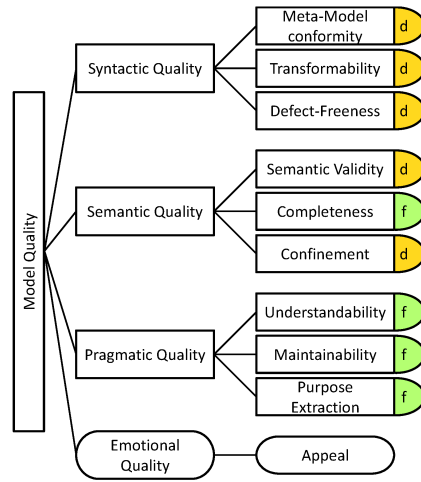 Model Quality
Syntactic Quality
Meta-Model
conformity
d
Transformability
d
Defect-Freeness
d
Semantic Quality
Semantic Validity
d
Completeness
f
Confinement
d
Pragmatic Quality
Understandability
f
Maintainability
f
Purpose
Extraction
f
Emotional
Quality
Appeal